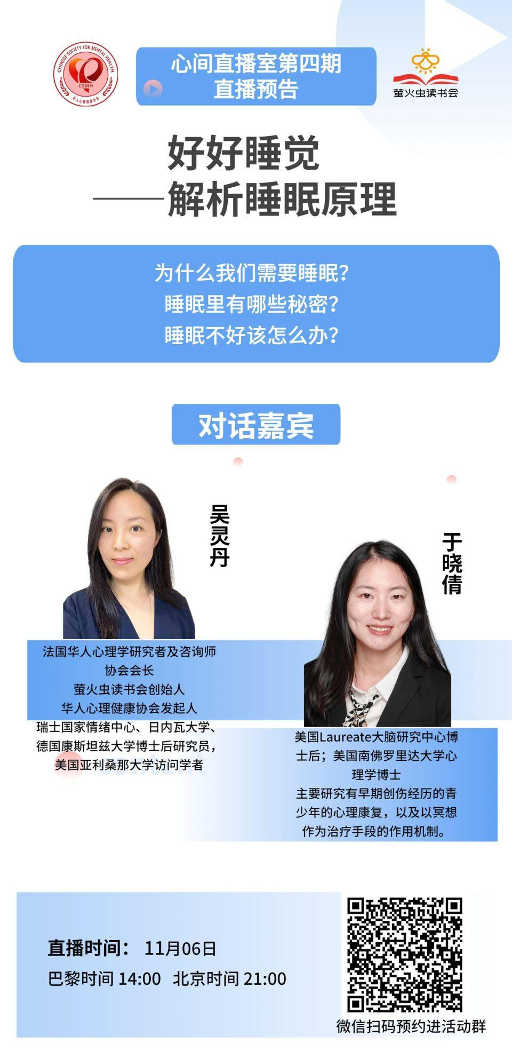 心间直播室第四期
直播预告
萤火虫读书会
好好睡觉
——解析睡眠原理
为什么我们需要睡眠？
睡眠里有哪些秘密？
睡眠不好该怎么办？
对话嘉宾
吴灵丹
法国华人心理学研究者及咨询师
协会会长
萤火虫读书会创始人
华人心理健康协会发起人
瑞士国家情绪中心、日内瓦大学、
德国康斯坦兹大学博士后研究员，
美国亚利桑那大学访问学者
于晓倩
美国Laureate大脑研究中心博
士后；美国南佛罗里达大学心
理学博士
主要研究有早期创伤经历的青
少年的心理康复，以及以冥想
作为治疗手段的作用机制。
直播时间： 11月06日
巴黎时间 14:00 北京时间 21:00
微信扫码预约进活动群